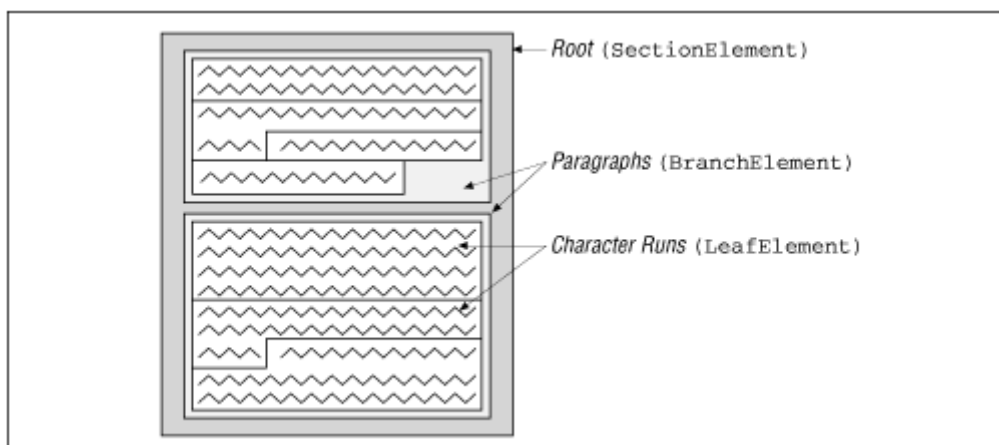 Root (SectionElement)
Paragraphs (BranchElement)
Character Runs (LeafElement)